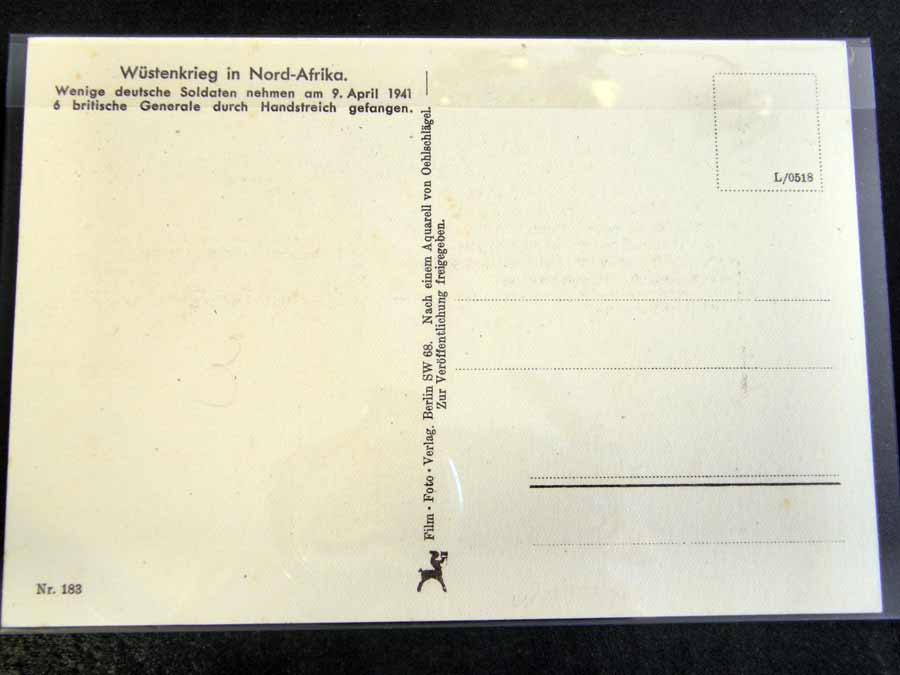 Wüstenkrieg in Nord-Afrika.
Wenige deutsche Soldaten nehmen am 9. April 1941
6 britische Generale durch Handstreich gefangen.
Film • Foto • Verlag. Berlin SW 68. Nach einem Aquarell von Oehlschlägel.
Zur Veröffentlichung freigegeben.
L/0518
Nr. 183